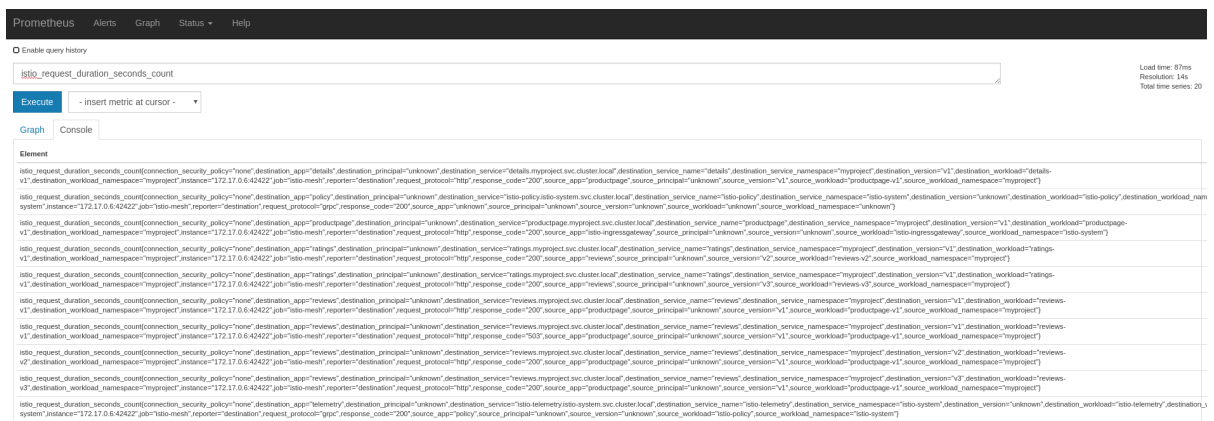 Prometheus Alerts Graph Status Help
Enable query history
istio_request_duration_seconds_count
Load time: 87ms
Resolution: 14s
Total time series: 20
Execute - insert metric at cursor -
Graph Console
Element
istio_request_duration_seconds_count{connection_security_policy="none",destination_app="details",destination_principal="unknown",destination_service="details.myproject.svc.cluster.local",destination_service_name="details",destination_service_namespace="myproject",destination_version="v1",destination_workload="details-
v1",destination_workload_namespace="myproject",instance="172.17.0.6:42422",job="istio-mesh",reporter="destination",request_protocol="http",response_code="200",source_app="productpage",source_principal="unknown",source_version="v1",source_workload="productpage-v1",source_workload_namespace="myproject"}
istio_request_duration_seconds_count{connection_security_policy="none",destination_app="policy",destination_principal="unknown",destination_service="istio-policy.istio-system.svc.cluster.local",destination_service_name="istio-policy",destination_service_namespace="istio-system",destination_version="unknown",destination_workload="istio-policy",destination_workload_nam
system",instance="172.17.0.6:42422",job="istio-mesh",reporter="destination",request_protocol="grpc",response_code="200",source_app="unknown",source_principal="unknown",source_version="unknown",source_workload="unknown",source_workload_namespace="unknown"}
istio_request_duration_seconds_count{connection_security_policy="none",destination_app="productpage",destination_principal="unknown",destination_service="productpage.myproject.svc.cluster.local",destination_service_name="productpage",destination_service_namespace="myproject",destination_version="v1",destination_workload="productpage-
v1",destination_workload_namespace="myproject",instance="172.17.0.6:42422",job="istio-mesh",reporter="destination",request_protocol="http",response_code="200",source_app="istio-ingressgateway",source_principal="unknown",source_version="unknown",source_workload="istio-ingressgateway",source_workload_namespace="istio-system"}
istio_request_duration_seconds_count{connection_security_policy="none",destination_app="ratings",destination_principal="unknown",destination_service="ratings.myproject.svc.cluster.local",destination_service_name="ratings",destination_service_namespace="myproject",destination_version="v1",destination_workload="ratings-
v1",destination_workload_namespace="myproject",instance="172.17.0.6:42422",job="istio-mesh",reporter="destination",request_protocol="http",response_code="200",source_app="reviews",source_principal="unknown",source_version="v2",source_workload="reviews-v2",source_workload_namespace="myproject"}
istio_request_duration_seconds_count{connection_security_policy="none",destination_app="ratings",destination_principal="unknown",destination_service="ratings.myproject.svc.cluster.local",destination_service_name="ratings",destination_service_namespace="myproject",destination_version="v1",destination_workload="ratings-
v1",destination_workload_namespace="myproject",instance="172.17.0.6:42422",job="istio-mesh",reporter="destination",request_protocol="http",response_code="200",source_app="reviews",source_principal="unknown",source_version="v3",source_workload="reviews-v3",source_workload_namespace="myproject"}
istio_request_duration_seconds_count{connection_security_policy="none",destination_app="reviews",destination_principal="unknown",destination_service="reviews.myproject.svc.cluster.local",destination_service_name="reviews",destination_service_namespace="myproject",destination_version="v1",destination_workload="reviews-
v1",destination_workload_namespace="myproject",instance="172.17.0.6:42422",job="istio-mesh",reporter="destination",request_protocol="http",response_code="200",source_app="productpage",source_principal="unknown",source_version="v1",source_workload="productpage-v1",source_workload_namespace="myproject"}
istio_request_duration_seconds_count{connection_security_policy="none",destination_app="reviews",destination_principal="unknown",destination_service="reviews.myproject.svc.cluster.local",destination_service_name="reviews",destination_service_namespace="myproject",destination_version="v1",destination_workload="reviews-
v1",destination_workload_namespace="myproject",instance="172.17.0.6:42422",job="istio-mesh",reporter="destination",request_protocol="http",response_code="503",source_app="productpage",source_principal="unknown",source_version="v1",source_workload="productpage-v1",source_workload_namespace="myproject"}
istio_request_duration_seconds_count{connection_security_policy="none",destination_app="reviews",destination_principal="unknown",destination_service="reviews.myproject.svc.cluster.local",destination_service_name="reviews",destination_service_namespace="myproject",destination_version="v2",destination_workload="reviews-
v2",destination_workload_namespace="myproject",instance="172.17.0.6:42422",job="istio-mesh",reporter="destination",request_protocol="http",response_code="200",source_app="productpage",source_principal="unknown",source_version="v1",source_workload="productpage-v1",source_workload_namespace="myproject"}
istio_request_duration_seconds_count{connection_security_policy="none",destination_app="reviews",destination_principal="unknown",destination_service="reviews.myproject.svc.cluster.local",destination_service_name="reviews",destination_service_namespace="myproject",destination_version="v3",destination_workload="reviews-
v3",destination_workload_namespace="myproject",instance="172.17.0.6:42422",job="istio-mesh",reporter="destination",request_protocol="http",response_code="200",source_app="productpage",source_principal="unknown",source_version="v1",source_workload="productpage-v1",source_workload_namespace="myproject"}
istio_request_duration_seconds_count{connection_security_policy="none",destination_app="telemetry",destination_principal="unknown",destination_service="istio-telemetry.istio-system.svc.cluster.local",destination_service_name="istio-telemetry",destination_service_namespace="istio-system",destination_version="unknown",destination_workload="istio-telemetry",destination_
system",instance="172.17.0.6:42422",job="istio-mesh",reporter="destination",request_protocol="grpc",response_code="200",source_app="policy",source_principal="unknown",source_version="unknown",source_workload="istio-policy",source_workload_namespace="istio-system"}